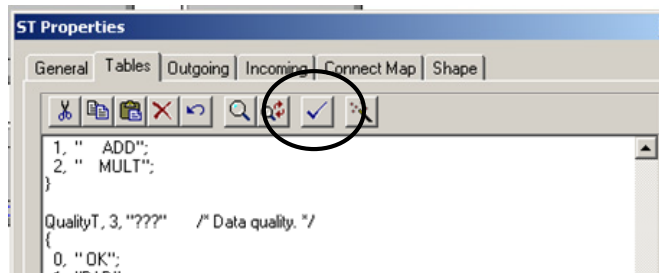 ST Properties
General Tables Outgoing Incoming Connect Map Shape
1, "   ADD";
2, "   MULT";
}
QualityT, 3, "???"     /* Data quality. */
{
0, " OK";